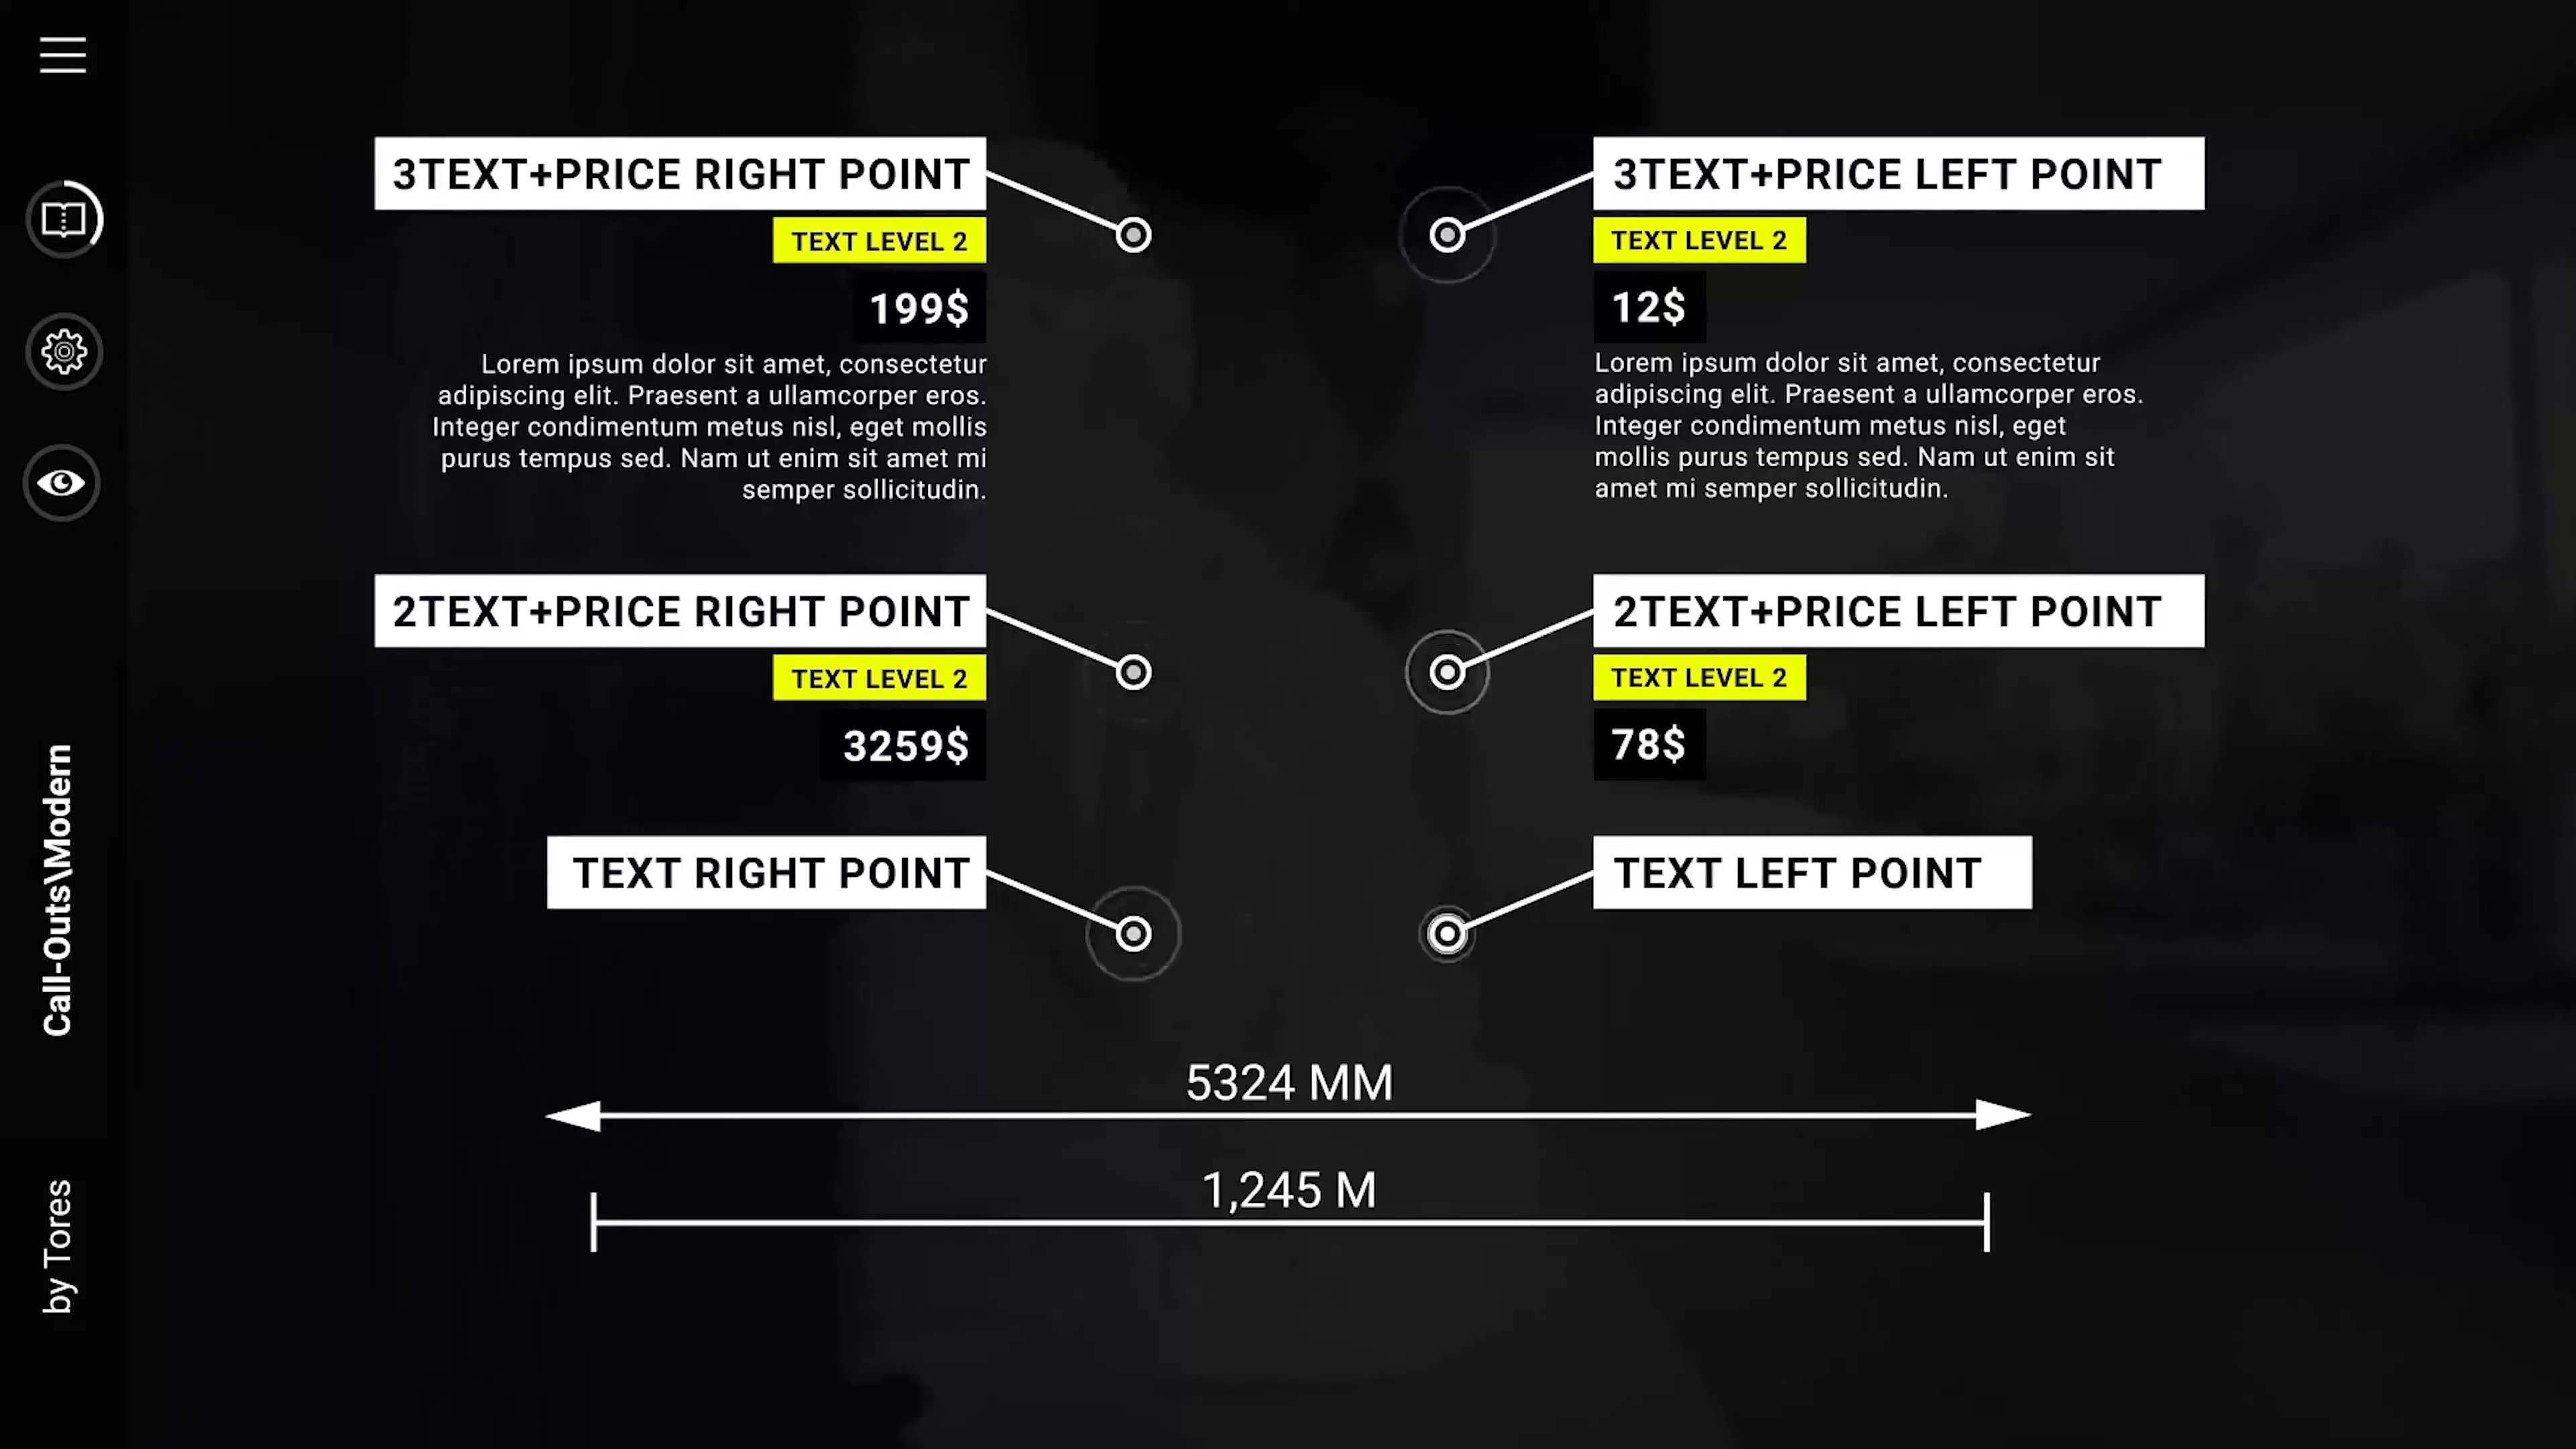 3TEXT+PRICE RIGHT POINT
TEXT LEVEL 2
199$
Lorem ipsum dolor sit amet, consectetur
adipiscing elit. Praesent a ullamcorper eros.
Integer condimentum metus nisl, eget mollis
purus tempus sed. Nam ut enim sit amet mi
semper sollicitudin.
3TEXT+PRICE LEFT POINT
TEXT LEVEL 2
12$
Lorem ipsum dolor sit amet, consectetur
adipiscing elit. Praesent a ullamcorper eros.
Integer condimentum metus nisl, eget
mollis purus tempus sed. Nam ut enim sit
amet mi semper sollicitudin.
2TEXT+PRICE RIGHT POINT
TEXT LEVEL 2
3259$
2TEXT+PRICE LEFT POINT
TEXT LEVEL 2
78$
TEXT RIGHT POINT
TEXT LEFT POINT
5324 MM
1,245 M
Call-Outs\Modern
by Tores